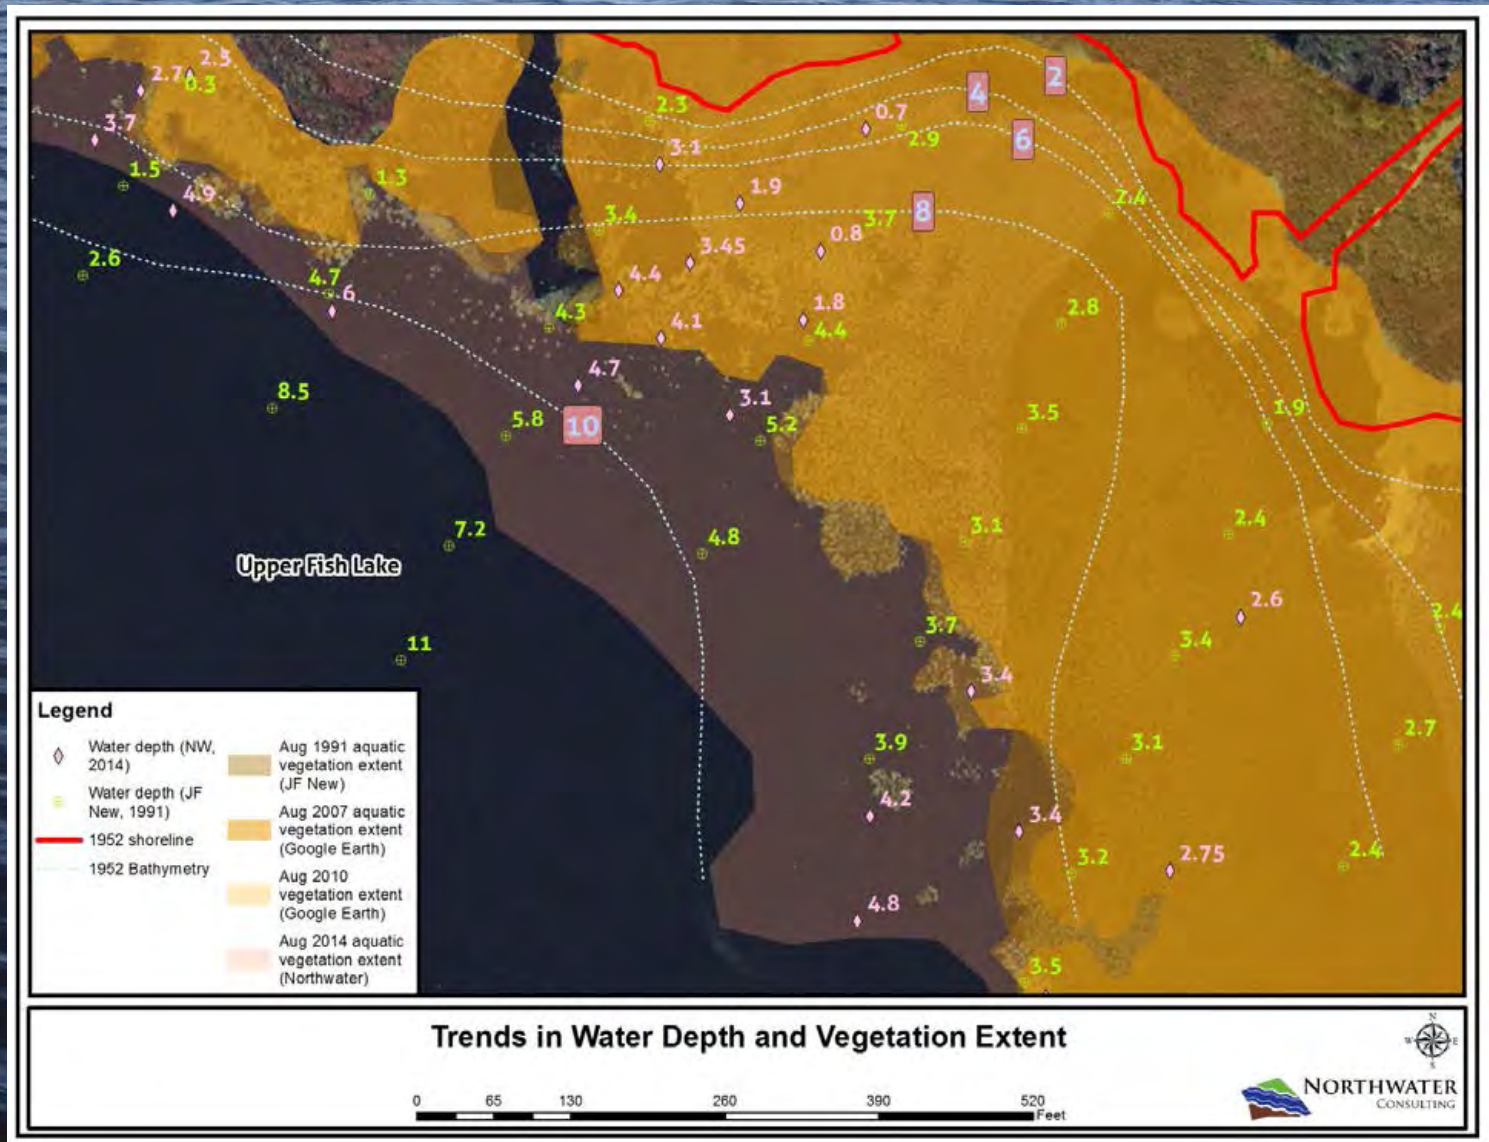 2.5
2.7
0.3
3.7
1.5
4.9
1.3
2.6
4.7
6
8.5
2.3
3.1
0.7
2.9
4
2
6
1.9
3.4
3.7
8
2.4
3.45
0.8
4.4
4.3
1.8
4.1
4.4
2.8
4.7
3.1
5.8
10
5.2
3.5
1.9
7.2
4.8
3.1
2.4
Upper Fish Lake
2.6
2.4
11
3.7
3.4
3.4
3.9
3.1
2.7
4.2
3.4
3.2
2.75
2.4
4.8
3.5
Legend
Water depth (NW,
2014)
Water depth (JF
New, 1991)
1952 shoreline
1952 Bathymetry
Aug 1991 aquatic
vegetation extent
(JF New)
Aug 2007 aquatic
vegetation extent
(Google Earth)
Aug 2010
vegetation extent
(Google Earth)
Aug 2014 aquatic
vegetation extent
(Northwater)
Trends in Water Depth and Vegetation Extent
0 65 130 260 390 520
Feet
N
W E
S
NORTHWATER
CONSULTING